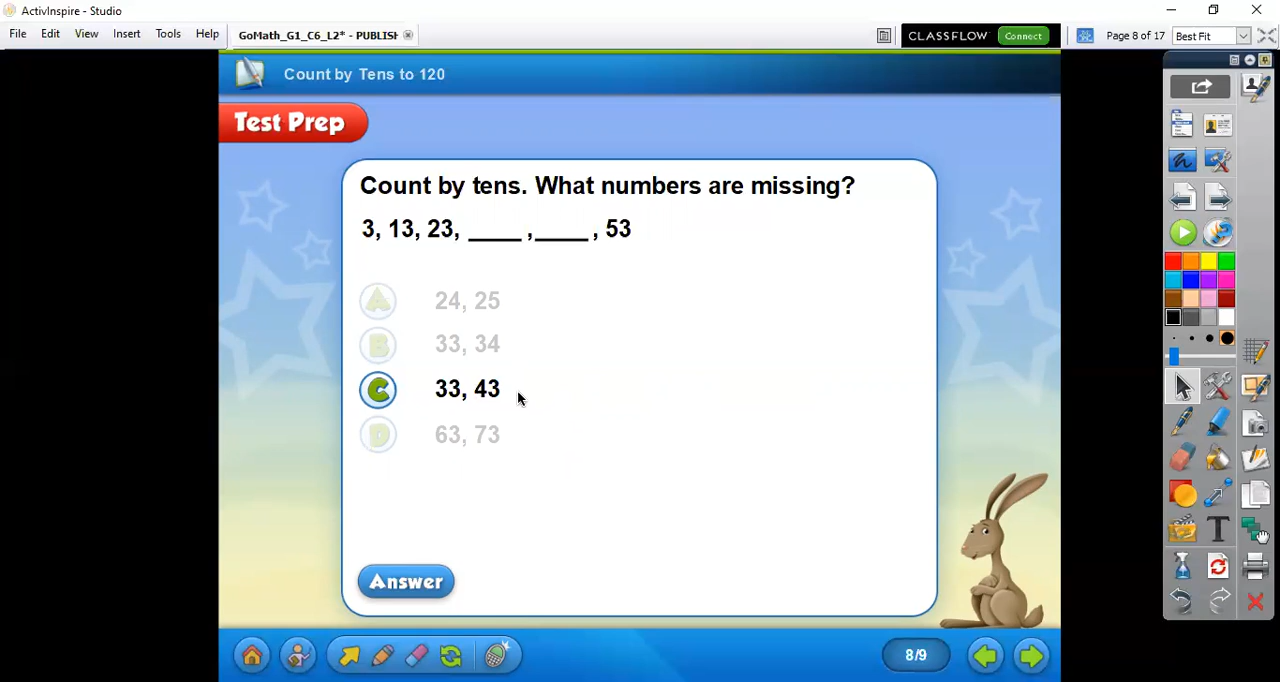 ActivInspire - Studio
File Edit View Insert Tools Help
GoMath_G1_C6_L2* - PUBLISH
CLASSFLOW Connect
Page 8 of 17
Best Fit
Count by Tens to 120
Test Prep
Count by tens. What numbers are missing?
3, 13, 23, ____ ,____ , 53
A 24, 25
B 33, 34
C 33, 43
D 63, 73
Answer
8/9